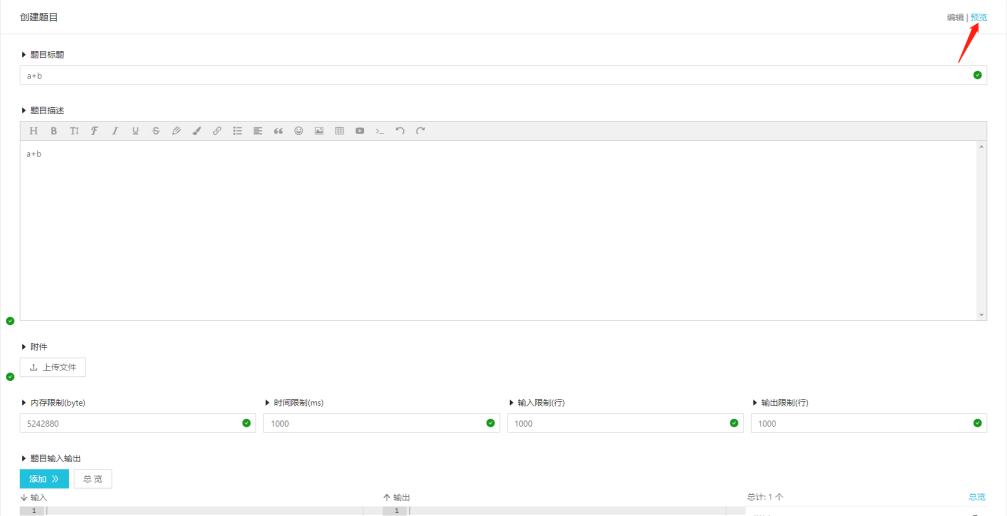 创建题目
编辑 | 预览
题目标题
a+b
题目描述
a+b
附件
上传文件
内存限制(byte) 时间限制(ms) 输入限制(行) 输出限制(行)
5242880 1000 1000 1000
题目输入输出
添加 总览
输入 输出 总计: 1 个 总览
1 1